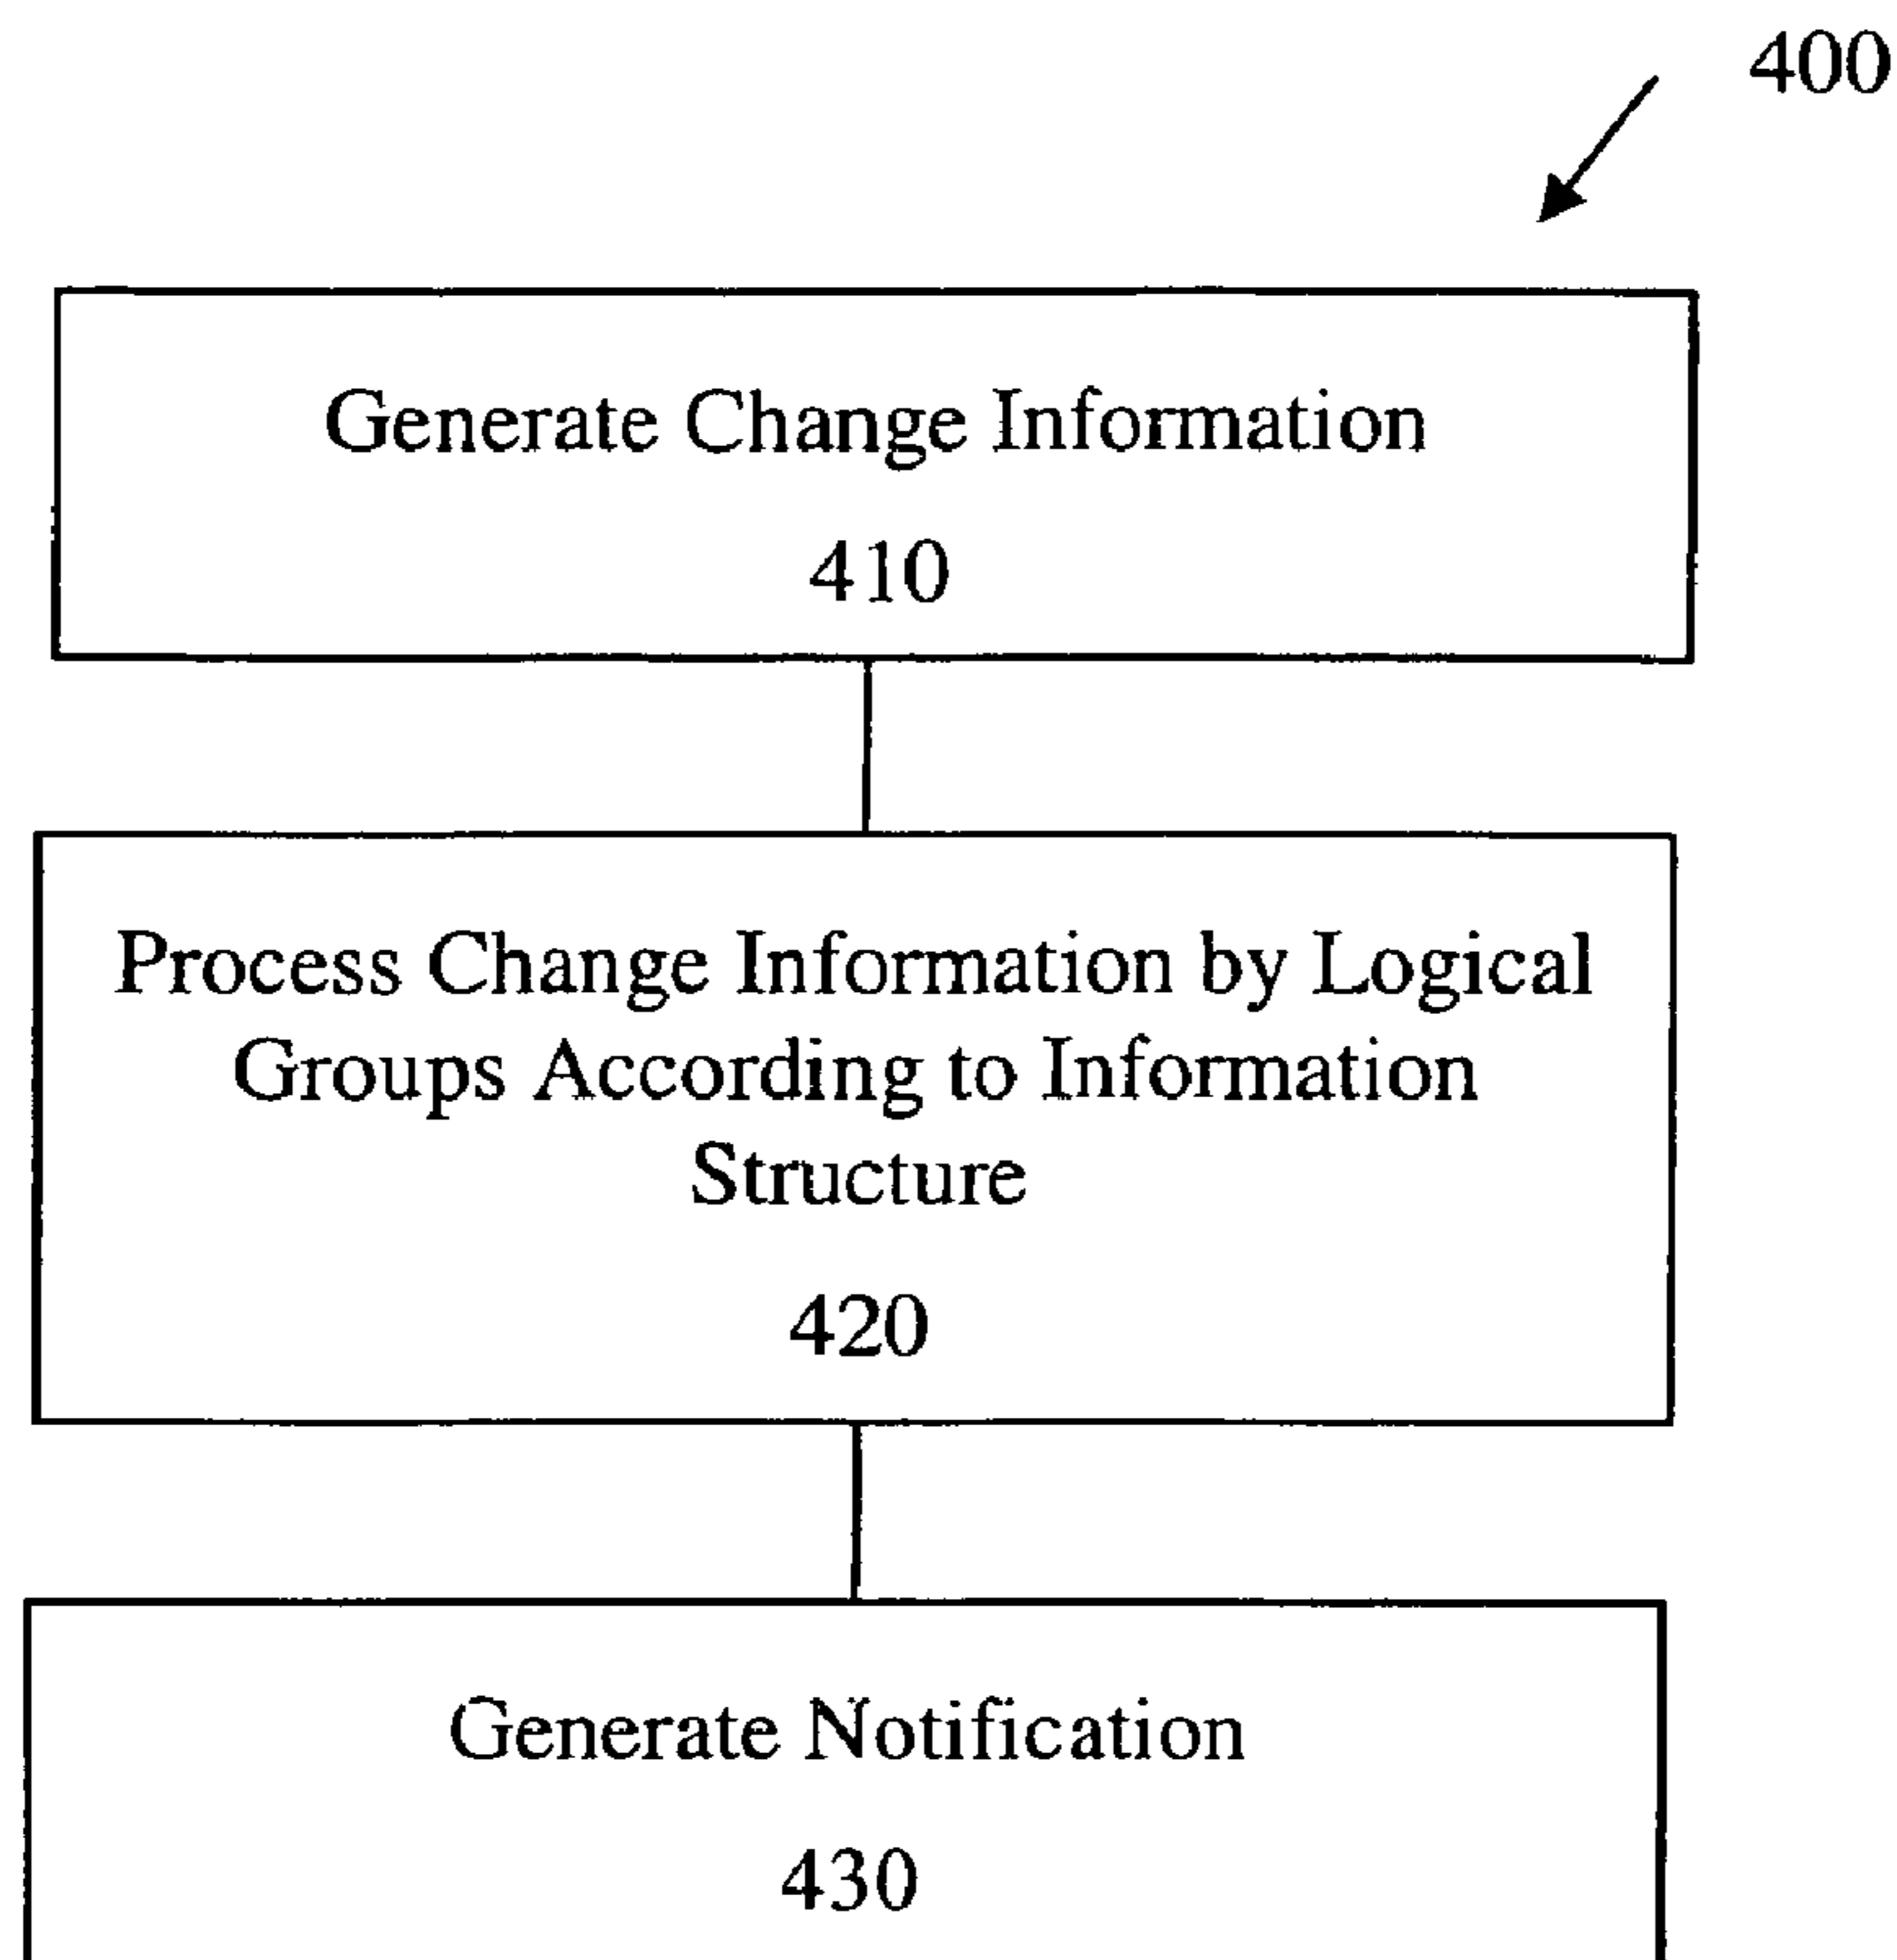 400
Generate Change Information
410
Process Change Information by Logical
Groups According to Information
Structure
420
Generate Notification
430